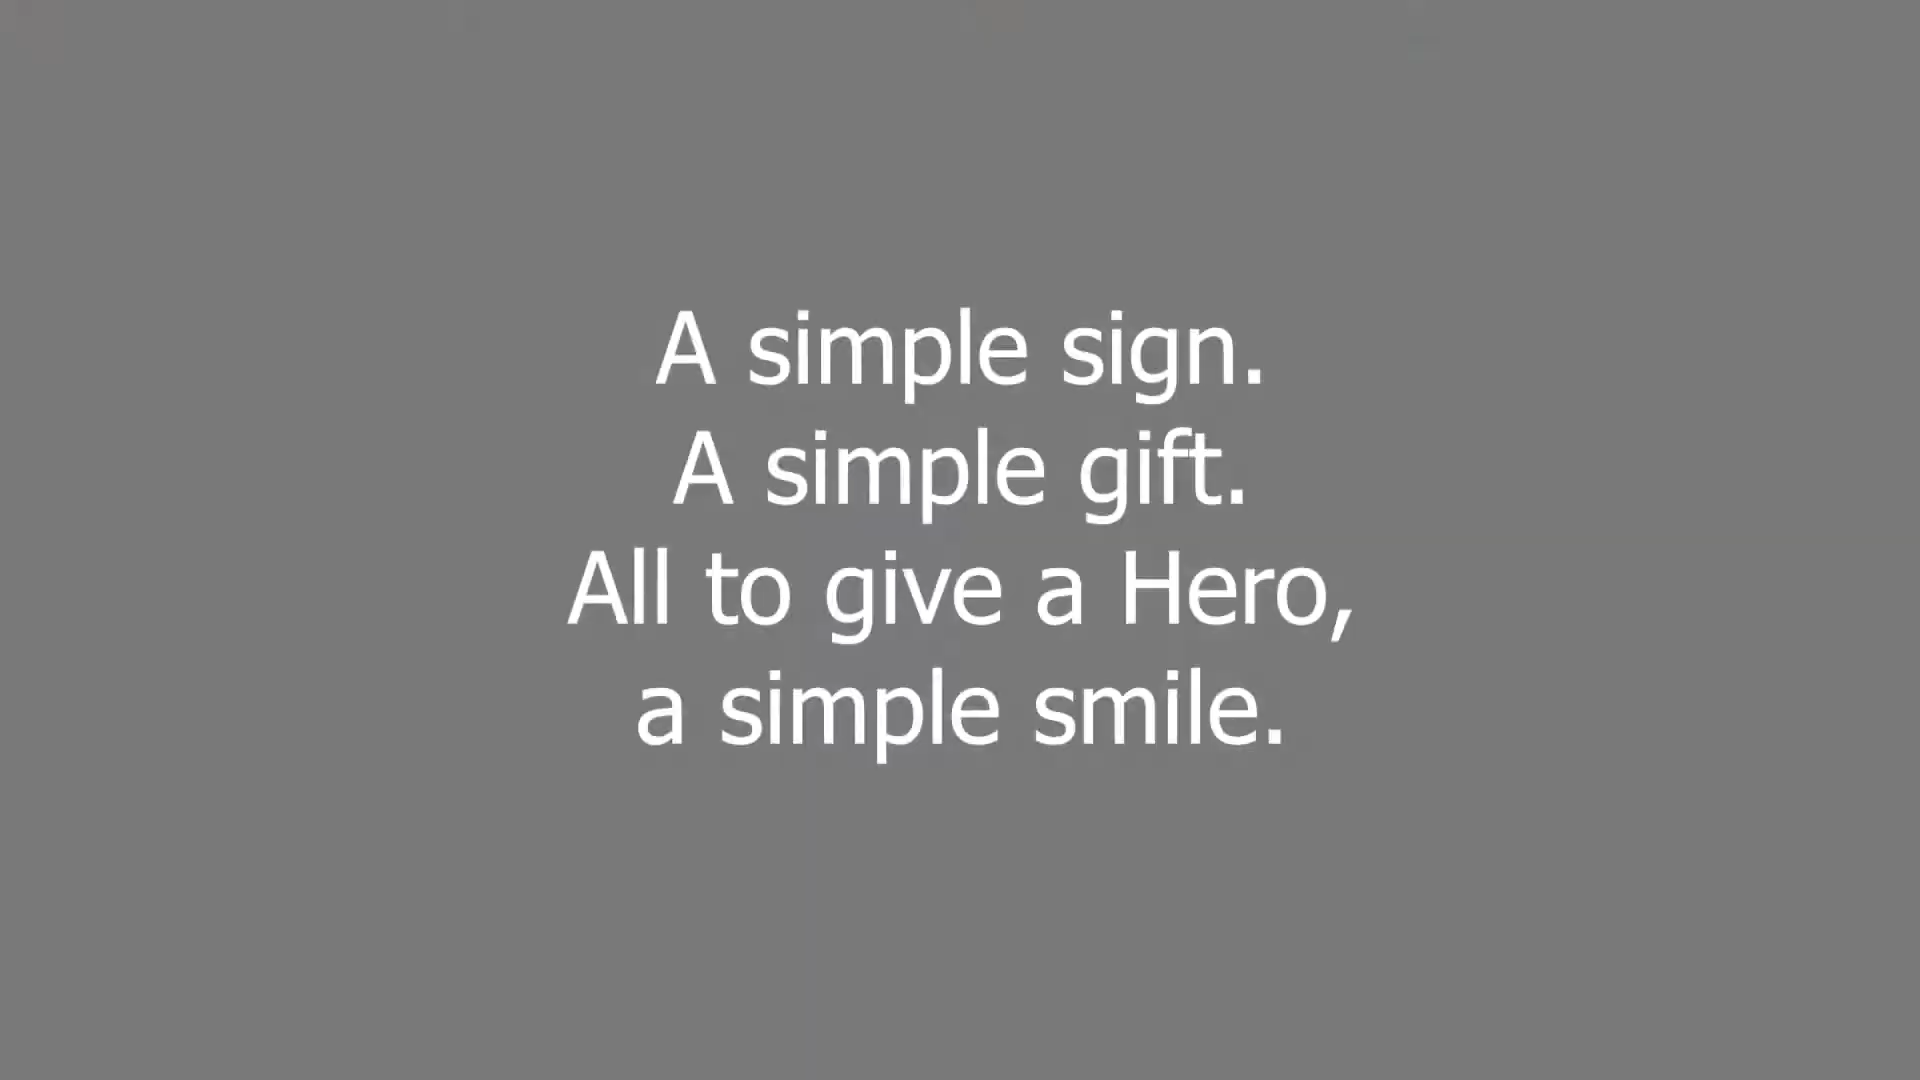 A simple sign.
A simple gift.
All to give a Hero,
a simple smile.